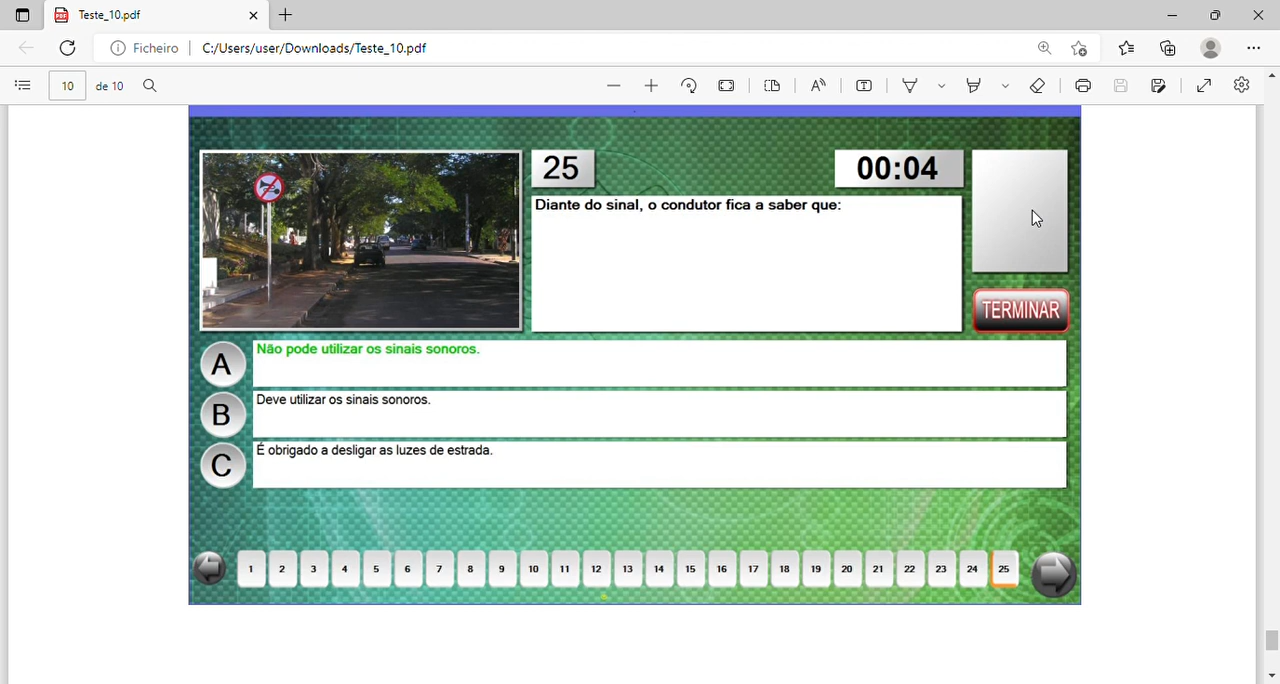 Teste_10.pdf
Ficheiro
C:/Users/user/Downloads/Teste_10.pdf
10
de 10
25
00:04
Diante do sinal, o condutor fica a saber que:
TERMINAR
A
Não pode utilizar os sinais sonoros.
B
Deve utilizar os sinais sonoros.
C
É obrigado a desligar as luzes de estrada.
1 2 3 4 5 6 7 8 9 10 11 12 13 14 15 16 17 18 19 20 21 22 23 24 25